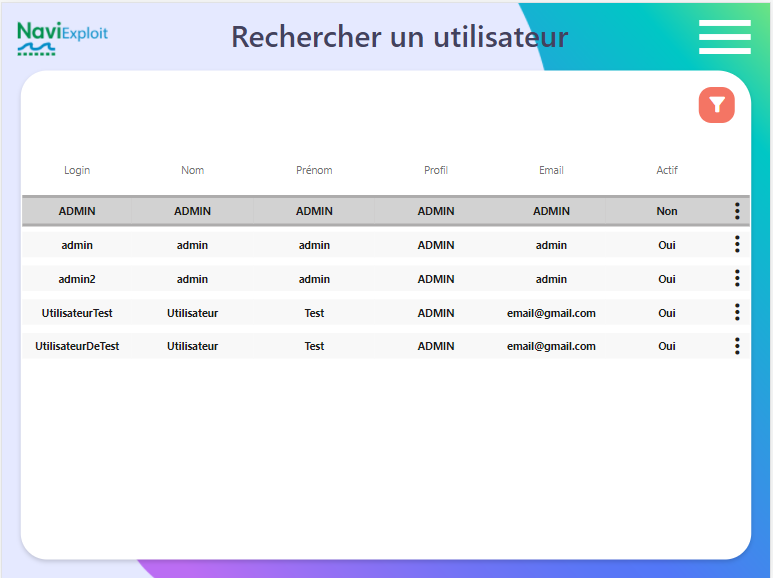 NaviExploit
Rechercher un utilisateur
Login Nom Prénom Profil Email Actif
ADMIN ADMIN ADMIN ADMIN ADMIN Non
admin admin admin ADMIN admin Oui
admin2 admin admin ADMIN admin Oui
UtilisateurTest Utilisateur Test ADMIN email@gmail.com Oui
UtilisateurDeTest Utilisateur Test ADMIN email@gmail.com Oui